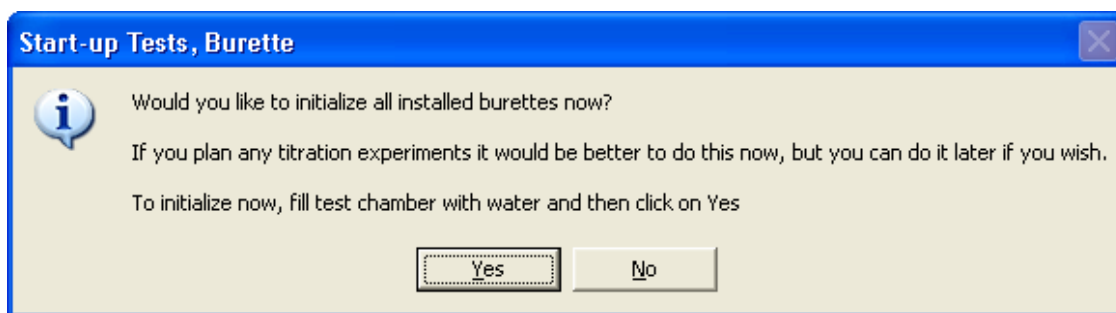 Start-up Tests, Burette
Would you like to initialize all installed burettes now?
If you plan any titration experiments it would be better to do this now, but you can do it later if you wish.
To initialize now, fill test chamber with water and then click on Yes
Yes No